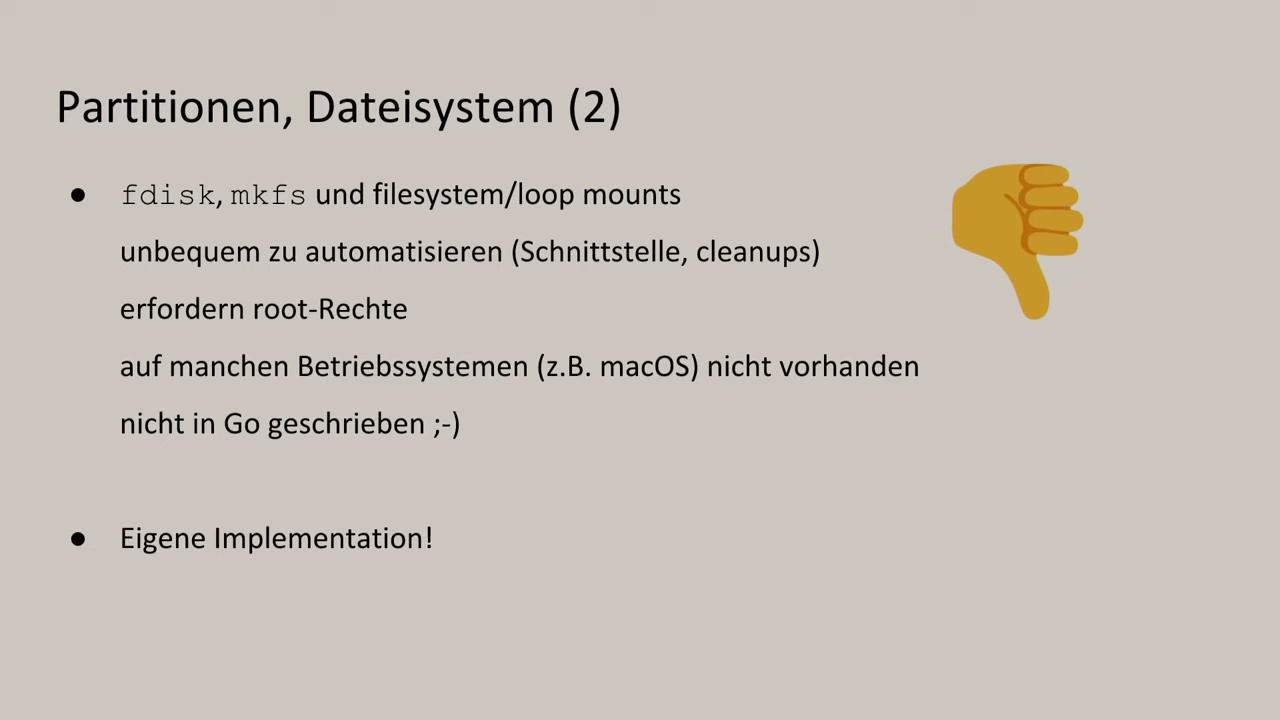 Partitionen, Dateisystem (2)
● fdisk, mkfs und filesystem/loop mounts
unbequem zu automatisieren (Schnittstelle, cleanups)
erfordern root-Rechte
auf manchen Betriebssystemen (z.B. macOS) nicht vorhanden
nicht in Go geschrieben ;-)
● Eigene Implementation!